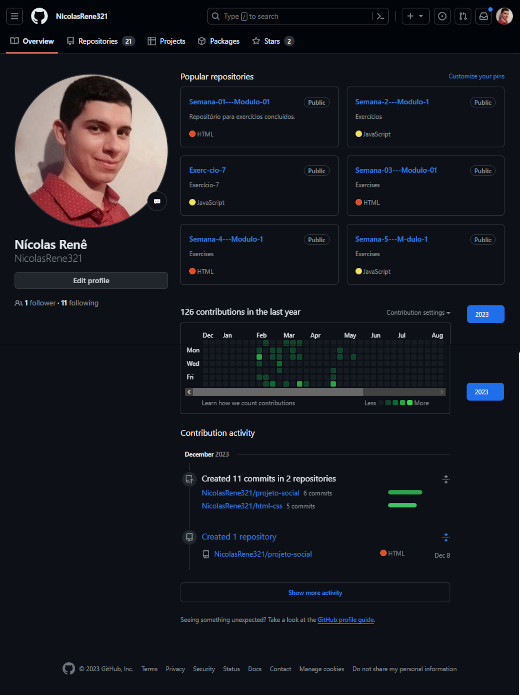 NicolasRene321
Type / to search
Overview
Repositories 21
Projects
Packages
Stars 2
Popular repositories
Customize your pins
Semana-01---Modulo-01
Public
Repositório para exercícios concluídos.
HTML
Semana-2---Modulo-1
Public
Exercícios
JavaScript
Exerc-cio-7
Public
Exercício-7
JavaScript
Semana-03---Modulo-01
Public
Exercises
HTML
Semana-4---Modulo-1
Public
Exercises
HTML
Semana-5---M-dulo-1
Public
Exercises
JavaScript
Nícolas Renê
NicolasRene321
Edit profile
1 follower · 11 following
126 contributions in the last year
Contribution settings
2023
Dec Jan Feb Mar Apr May Jun Jul Aug
Mon
Wed
Fri
Learn how we count contributions
Less More
2023
Contribution activity
December 2023
Created 11 commits in 2 repositories
NicolasRene321/projeto-social 6 commits
NicolasRene321/html-css 5 commits
Created 1 repository
NicolasRene321/projeto-social
HTML
Dec 8
Show more activity
Seeing something unexpected? Take a look at the GitHub profile guide.
© 2023 GitHub, Inc. Terms Privacy Security Status Docs Contact Manage cookies Do not share my personal information